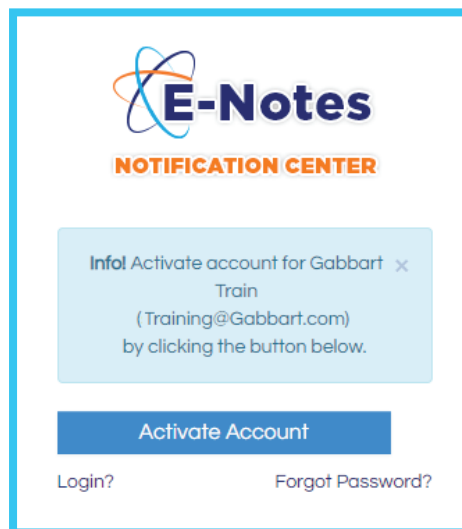 E-Notes
NOTIFICATION CENTER
Info! Activate account for Gabbart ×
Train
(Training@Gabbart.com)
by clicking the button below.
Activate Account
Login? Forgot Password?